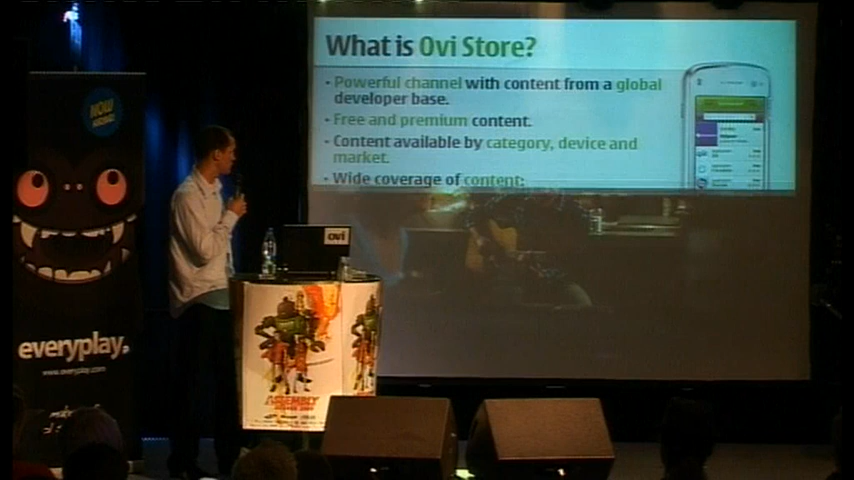 What is Ovi Store?
• Powerful channel with content from a global
developer base.
• Free and premium content.
• Content available by category, device and
market.
• Wide coverage of content:
NOW
ovi
everyplay.
www.everyplay.com
ASSEMBLY